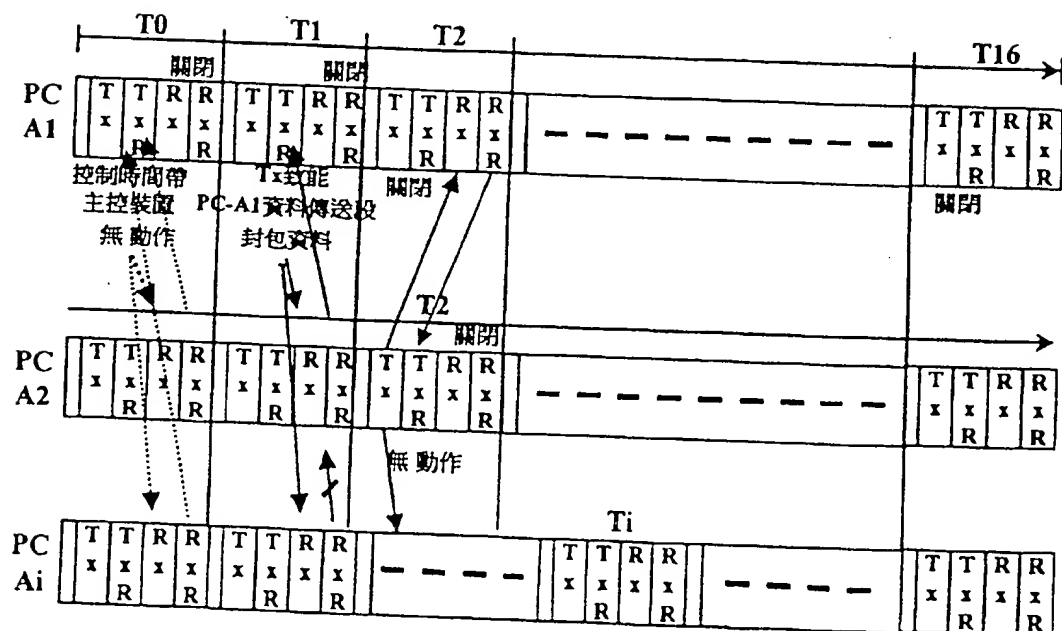 T0 T1 T2 T16
關閉 關閉
PC A1
T T R R T T R R T T R R T T R R
x x x x x x x x x x x x x x x x
R R R R R R R R
控制時間帶 Tx致能 關閉 關閉
主控裝置 PC-A1資料傳送段
無 動作 封包資料
T2
關閉
PC A2
T T R R T T R R T T R R T T R R
x x x x x x x x x x x x x x x x
R R R R R R R R
無 動作
Ti
PC Ai
T T R R T T R R T T R R T T R R
x x x x x x x x x x x x x x x x
R R R R R R R R